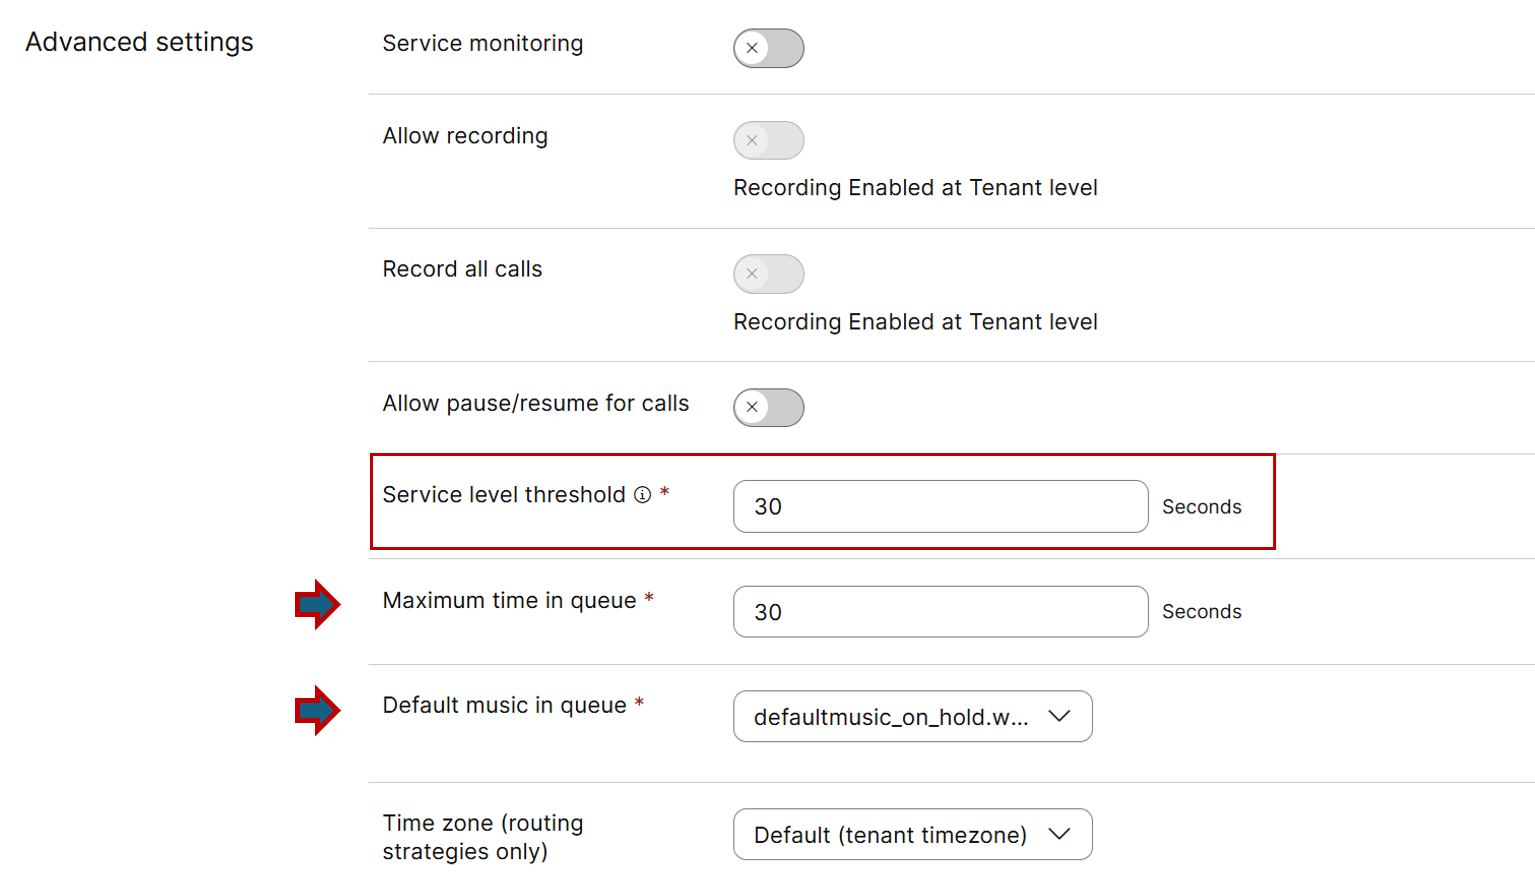 Advanced settings
Service monitoring
Allow recording
Recording Enabled at Tenant level
Record all calls
Recording Enabled at Tenant level
Allow pause/resume for calls
Service level threshold *
30 Seconds
Maximum time in queue *
30 Seconds
Default music in queue *
defaultmusic_on_hold.w...
Time zone (routing
strategies only)
Default (tenant timezone)